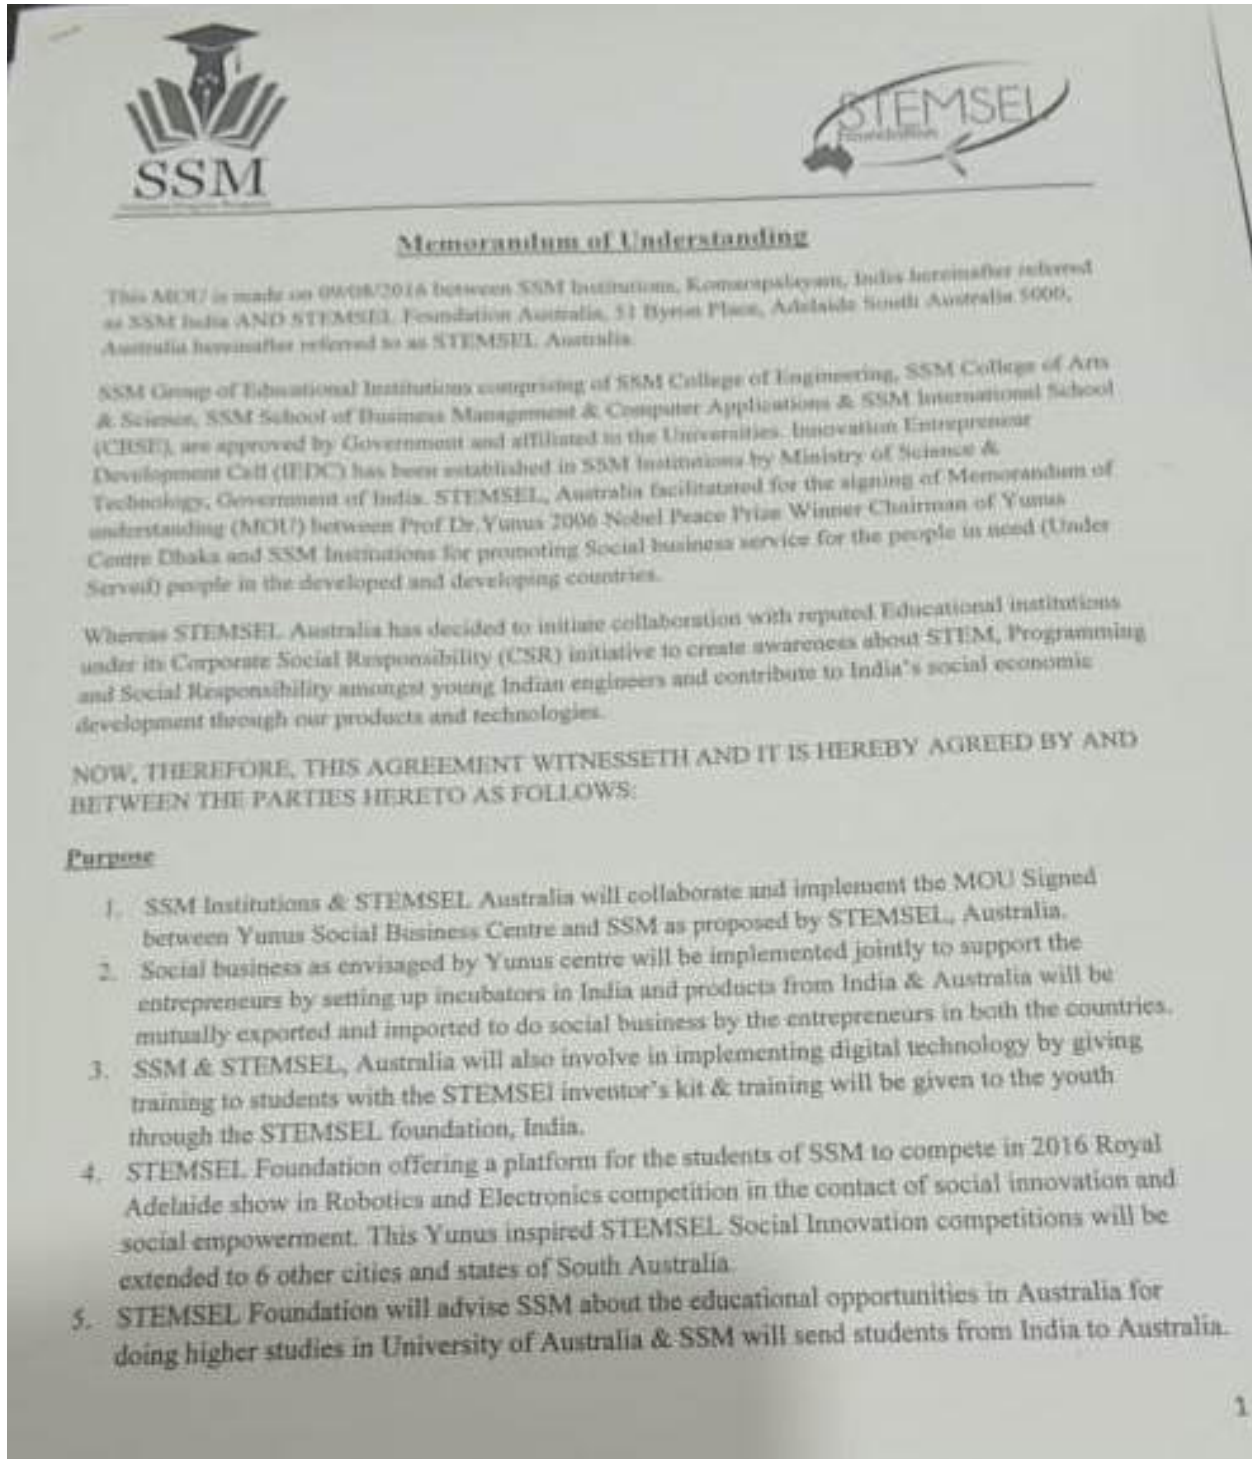 SSM
STEMSEL
Foundation
Memorandum of Understanding
This MOU is made on 09/08/2016 between SSM Institutions, Komarapalayam, India hereinafter referred
as SSM India AND STEMSEL Foundation Australia, 51 Byron Place, Adelaide South Australia 5000,
Australia hereinafter referred to as STEMSEL Australia.
SSM Group of Educational Institutions comprising of SSM College of Engineering, SSM College of Arts
& Science, SSM School of Business Management & Computer Applications & SSM International School
(CBSE), are approved by Government and affiliated to the Universities. Innovation Entrepreneur
Development Cell (IEDC) has been established in SSM Institutions by Ministry of Science &
Technology, Government of India. STEMSEL, Australia facilitatated for the signing of Memorandum of
understanding (MOU) between Prof Dr.Yunus 2006 Nobel Peace Prize Winner Chairman of Yunus
Centre Dhaka and SSM Institutions for promoting Social business service for the people in need (Under
Served) people in the developed and developing countries.
Whereas STEMSEL Australia has decided to initiate collaboration with reputed Educational institutions
under its Corporate Social Responsibility (CSR) initiative to create awareness about STEM, Programming
and Social Responsibility amongst young Indian engineers and contribute to India's social economic
development through our products and technologies.
NOW, THEREFORE, THIS AGREEMENT WITNESSETH AND IT IS HEREBY AGREED BY AND
BETWEEN THE PARTIES HERETO AS FOLLOWS:
Purpose
1. SSM Institutions & STEMSEL Australia will collaborate and implement the MOU Signed
between Yunus Social Business Centre and SSM as proposed by STEMSEL, Australia.
2. Social business as envisaged by Yunus centre will be implemented jointly to support the
entrepreneurs by setting up incubators in India and products from India & Australia will be
mutually exported and imported to do social business by the entrepreneurs in both the countries.
3. SSM & STEMSEL, Australia will also involve in implementing digital technology by giving
training to students with the STEMSEl inventor's kit & training will be given to the youth
through the STEMSEL foundation, India.
4. STEMSEL Foundation offering a platform for the students of SSM to compete in 2016 Royal
Adelaide show in Robotics and Electronics competition in the contact of social innovation and
social empowerment. This Yunus inspired STEMSEL Social Innovation competitions will be
extended to 6 other cities and states of South Australia.
5. STEMSEL Foundation will advise SSM about the educational opportunities in Australia for
doing higher studies in University of Australia & SSM will send students from India to Australia.
1